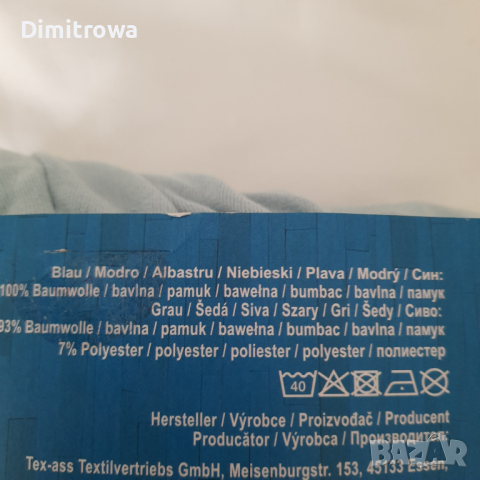 Dimitrowa
Blau / Modro / Albastru / Niebieski / Plava / Modrý / Син:
100% Baumwolle / bavlna / pamuk / bawełna / bumbac / bavlna / памук
Grau / Šedá / Siva / Szary / Gri / Šedy / Сиво:
93% Baumwolle / bavlna / pamuk / bawełna / bumbac / bavlna / памук
7% Polyester / polyester / poliester / polyester / полиестер
40
Hersteller / Výrobce / Proizvođač / Producent
Producător / Výrobca / Производител:
Tex-ass Textilvertriebs GmbH, Meisenburgstr. 153, 45133 Essen,
BAZAR